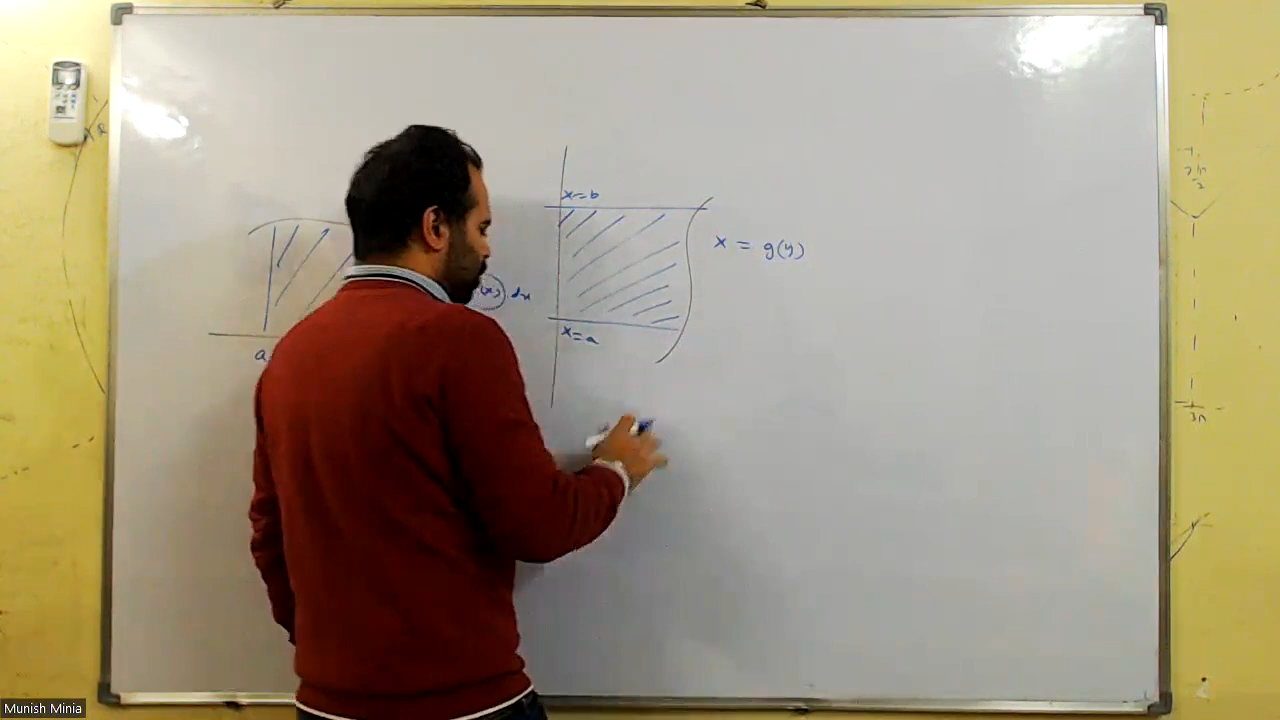 x=b
x = g(y)
(x) dx
x=a
a
Munish Minia